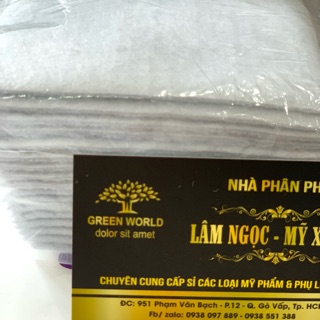 GREEN WORLD
dolor sit amet
NHÀ PHÂN PH
LÂM NGỌC - MỸ X
CHUYÊN CUNG CẤP SỈ CÁC LOẠI MỸ PHẨM & PHỤ L
ĐC: 951 Phạm Văn Bạch - P.12 - Q. Gò Vấp, Tp. HC
Fb/ zalo: 0938 097 889 - 0938 551 388